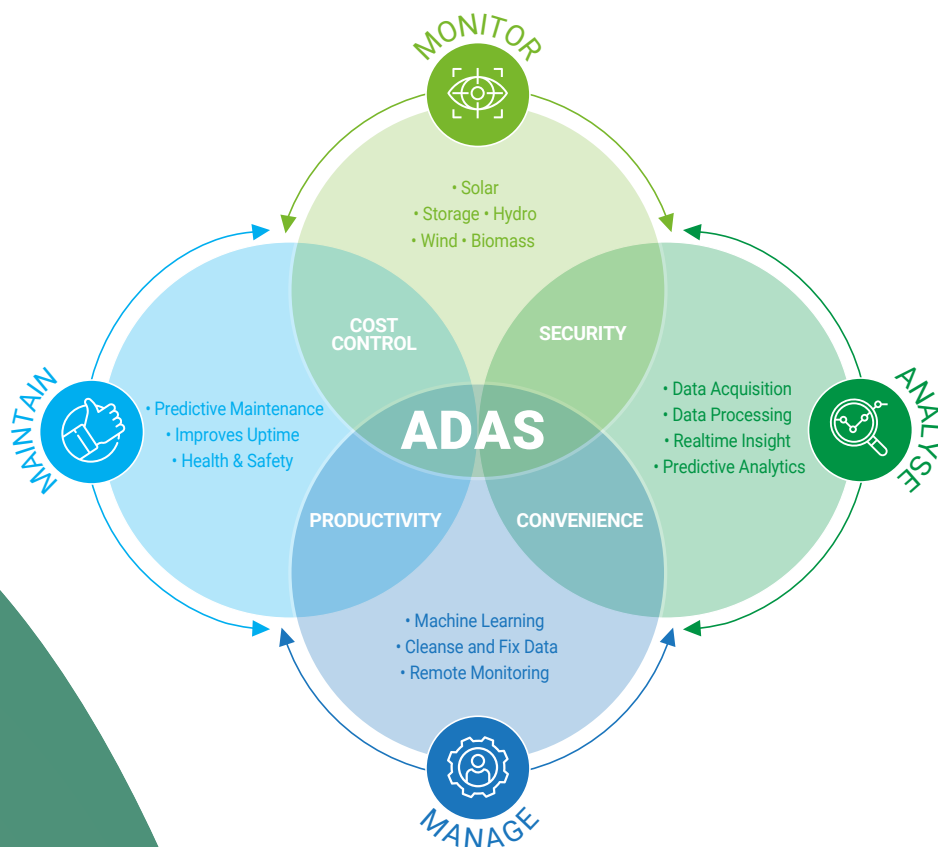 MONITOR
• Solar
• Storage • Hydro
• Wind • Biomass
COST
CONTROL
SECURITY
MAINTAIN
• Predictive Maintenance
• Improves Uptime
• Health & Safety
ADAS
• Data Acquisition
• Data Processing
• Realtime Insight
• Predictive Analytics
ANALYSE
PRODUCTIVITY
CONVENIENCE
• Machine Learning
• Cleanse and Fix Data
• Remote Monitoring
MANAGE